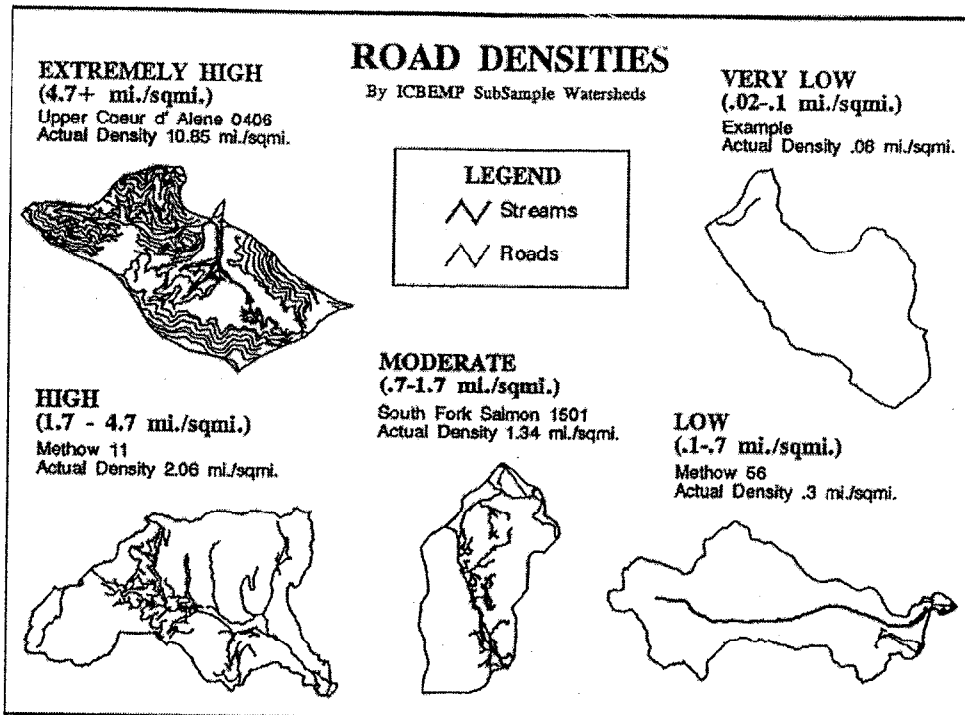 ROAD DENSITIES
By ICBEMP SubSample Watersheds
EXTREMELY HIGH
(4.7+ mi./sqmi.)
Upper Coeur d' Alene 0406
Actual Density 10.85 mi./sqmi.
VERY LOW
(.02-.1 mi./sqmi.)
Example
Actual Density .06 mi./sqmi.
LEGEND
Streams
Roads
HIGH
(1.7 - 4.7 mi./sqmi.)
Methow 11
Actual Density 2.06 mi./sqmi.
MODERATE
(.7-1.7 mi./sqmi.)
South Fork Salmon 1501
Actual Density 1.34 mi./sqmi.
LOW
(.1-.7 mi./sqmi.)
Methow 56
Actual Density .3 mi./sqmi.